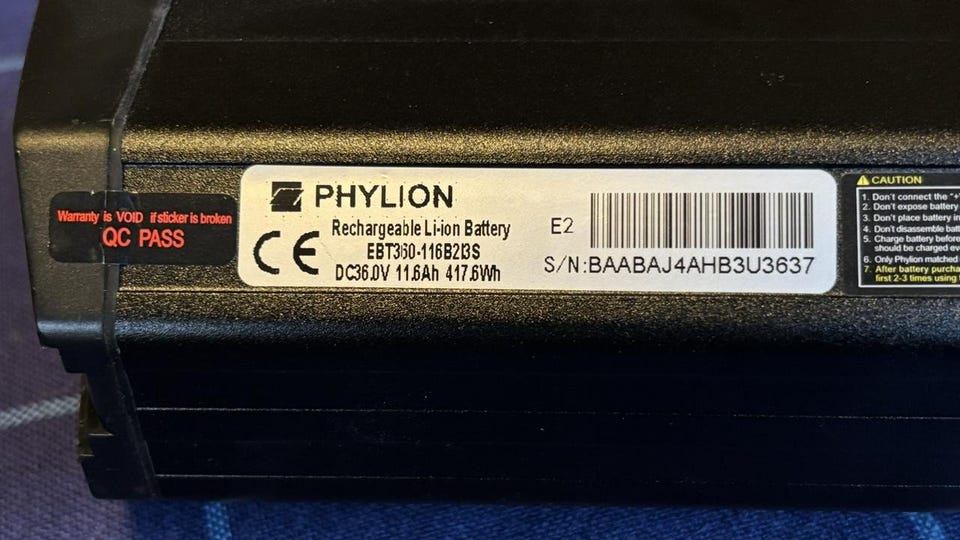 Warranty is VOID if sticker is broken
QC PASS
PHYLION
Rechargeable Li-ion Battery
EBT360-116B2I3S
DC36.0V 11.6Ah 417.6Wh
E2
S/N:BAABAJ4AHB3U3637
CAUTION
1. Don't connect the "+"
2. Don't expose battery
3. Don't place battery in
4. Don't disassemble batt
5. Charge battery before
should be charged ev
6. Only Phylion matched
7. After battery purcha
first 2-3 times using